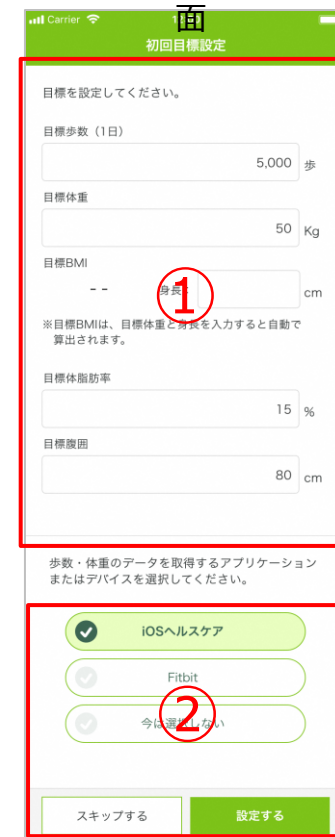 Carrier
面
初回目標設定
目標を設定してください。
目標歩数（1日）
5,000 歩
目標体重
50 Kg
目標BMI
-- 身長 cm
①
※目標BMIは、目標体重と身長を入力すると自動で
算出されます。
目標体脂肪率
15 %
目標腹囲
80 cm
歩数・体重のデータを取得するアプリケーション
またはデバイスを選択してください。
iOSヘルスケア
Fitbit
今は選択しない
②
スキップする 設定する